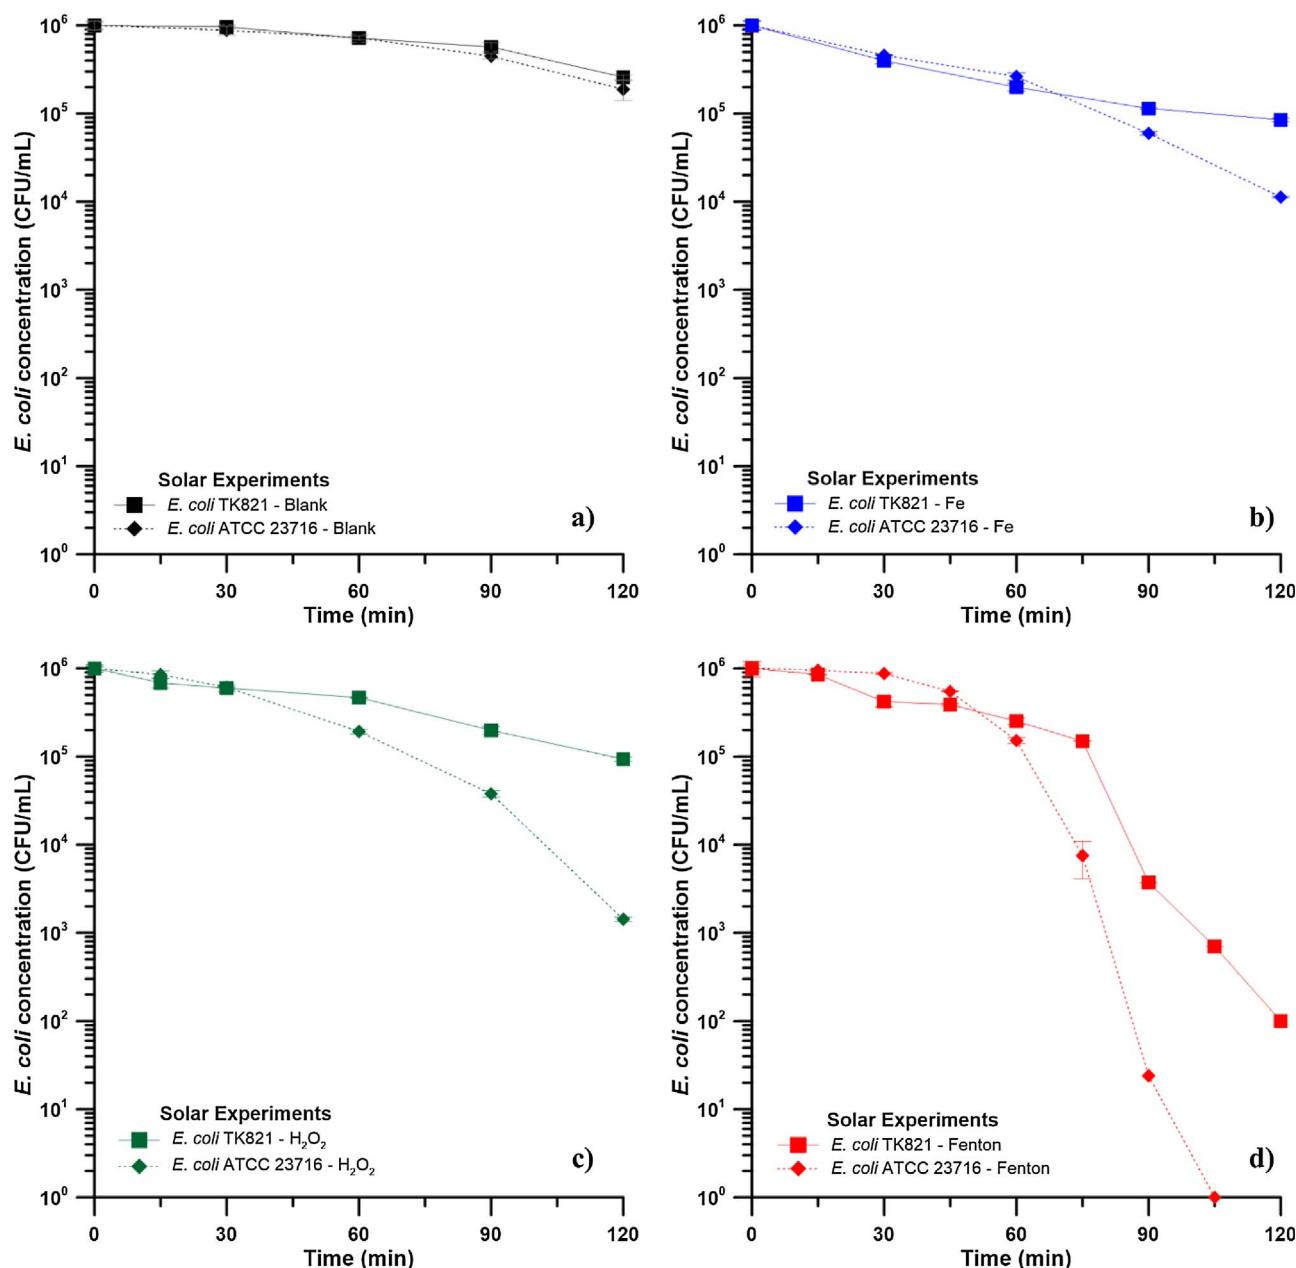 10⁶
10⁵
10⁴
10³
10²
10¹
10⁰
E. coli concentration (CFU/mL)
Solar Experiments
E. coli TK821 - Blank
E. coli ATCC 23716 - Blank
a)
0 30 60 90 120
Time (min)
10⁶
10⁵
10⁴
10³
10²
10¹
10⁰
E. coli concentration (CFU/mL)
Solar Experiments
E. coli TK821 - Fe
E. coli ATCC 23716 - Fe
b)
0 30 60 90 120
Time (min)
10⁶
10⁵
10⁴
10³
10²
10¹
10⁰
E. coli concentration (CFU/mL)
Solar Experiments
E. coli TK821 - H₂O₂
E. coli ATCC 23716 - H₂O₂
c)
0 30 60 90 120
Time (min)
10⁶
10⁵
10⁴
10³
10²
10¹
10⁰
E. coli concentration (CFU/mL)
Solar Experiments
E. coli TK821 - Fenton
E. coli ATCC 23716 - Fenton
d)
0 30 60 90 120
Time (min)